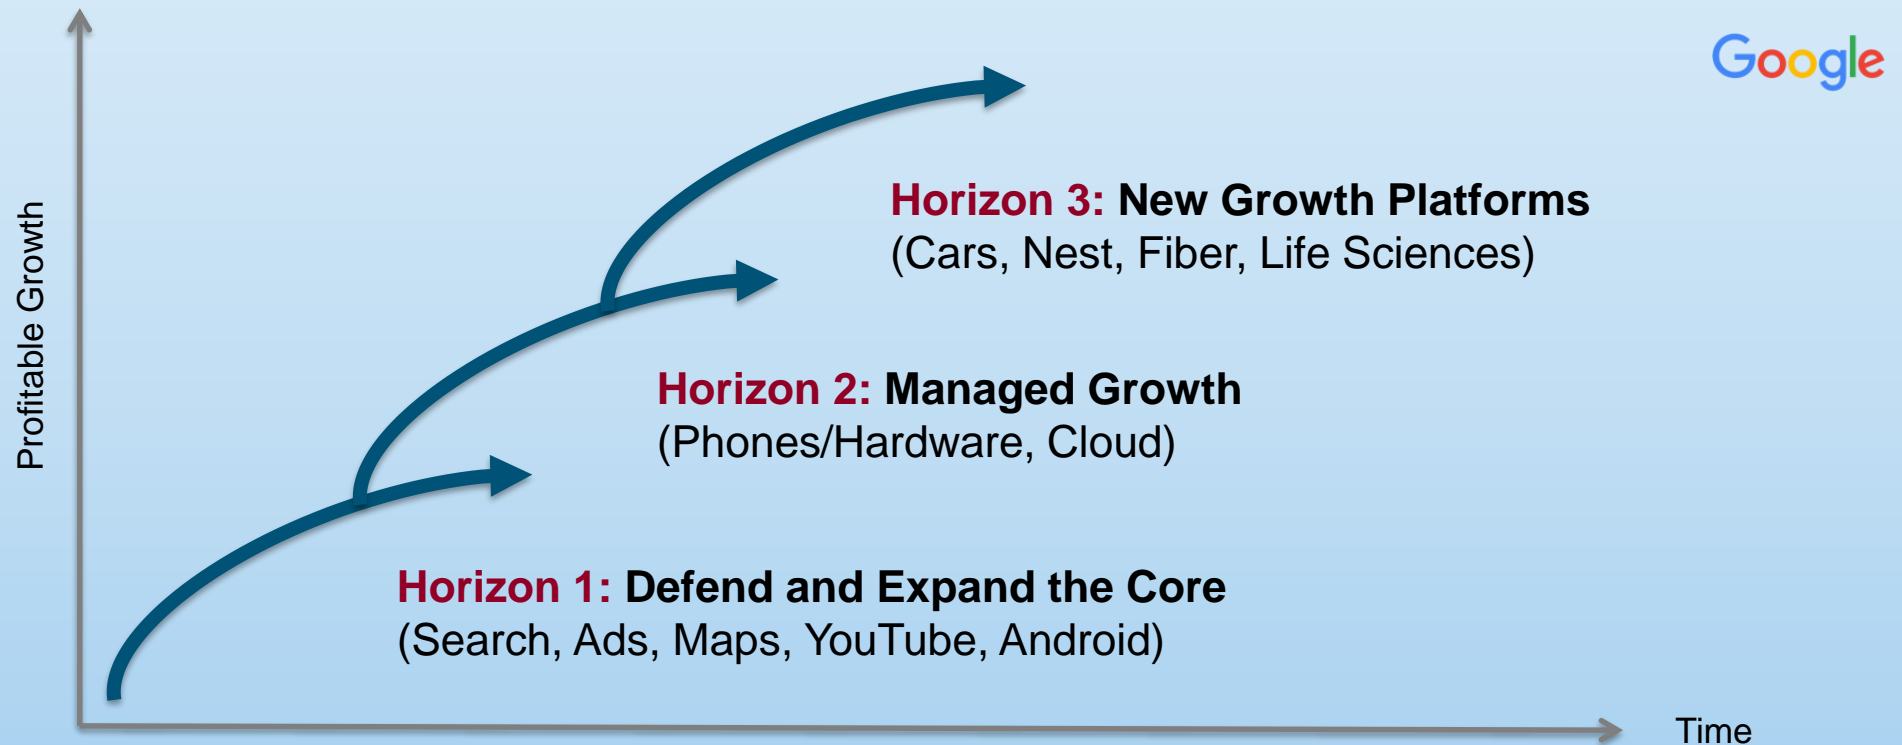 Google
Profitable Growth
Horizon 3: New Growth Platforms
(Cars, Nest, Fiber, Life Sciences)
Horizon 2: Managed Growth
(Phones/Hardware, Cloud)
Horizon 1: Defend and Expand the Core
(Search, Ads, Maps, YouTube, Android)
Time